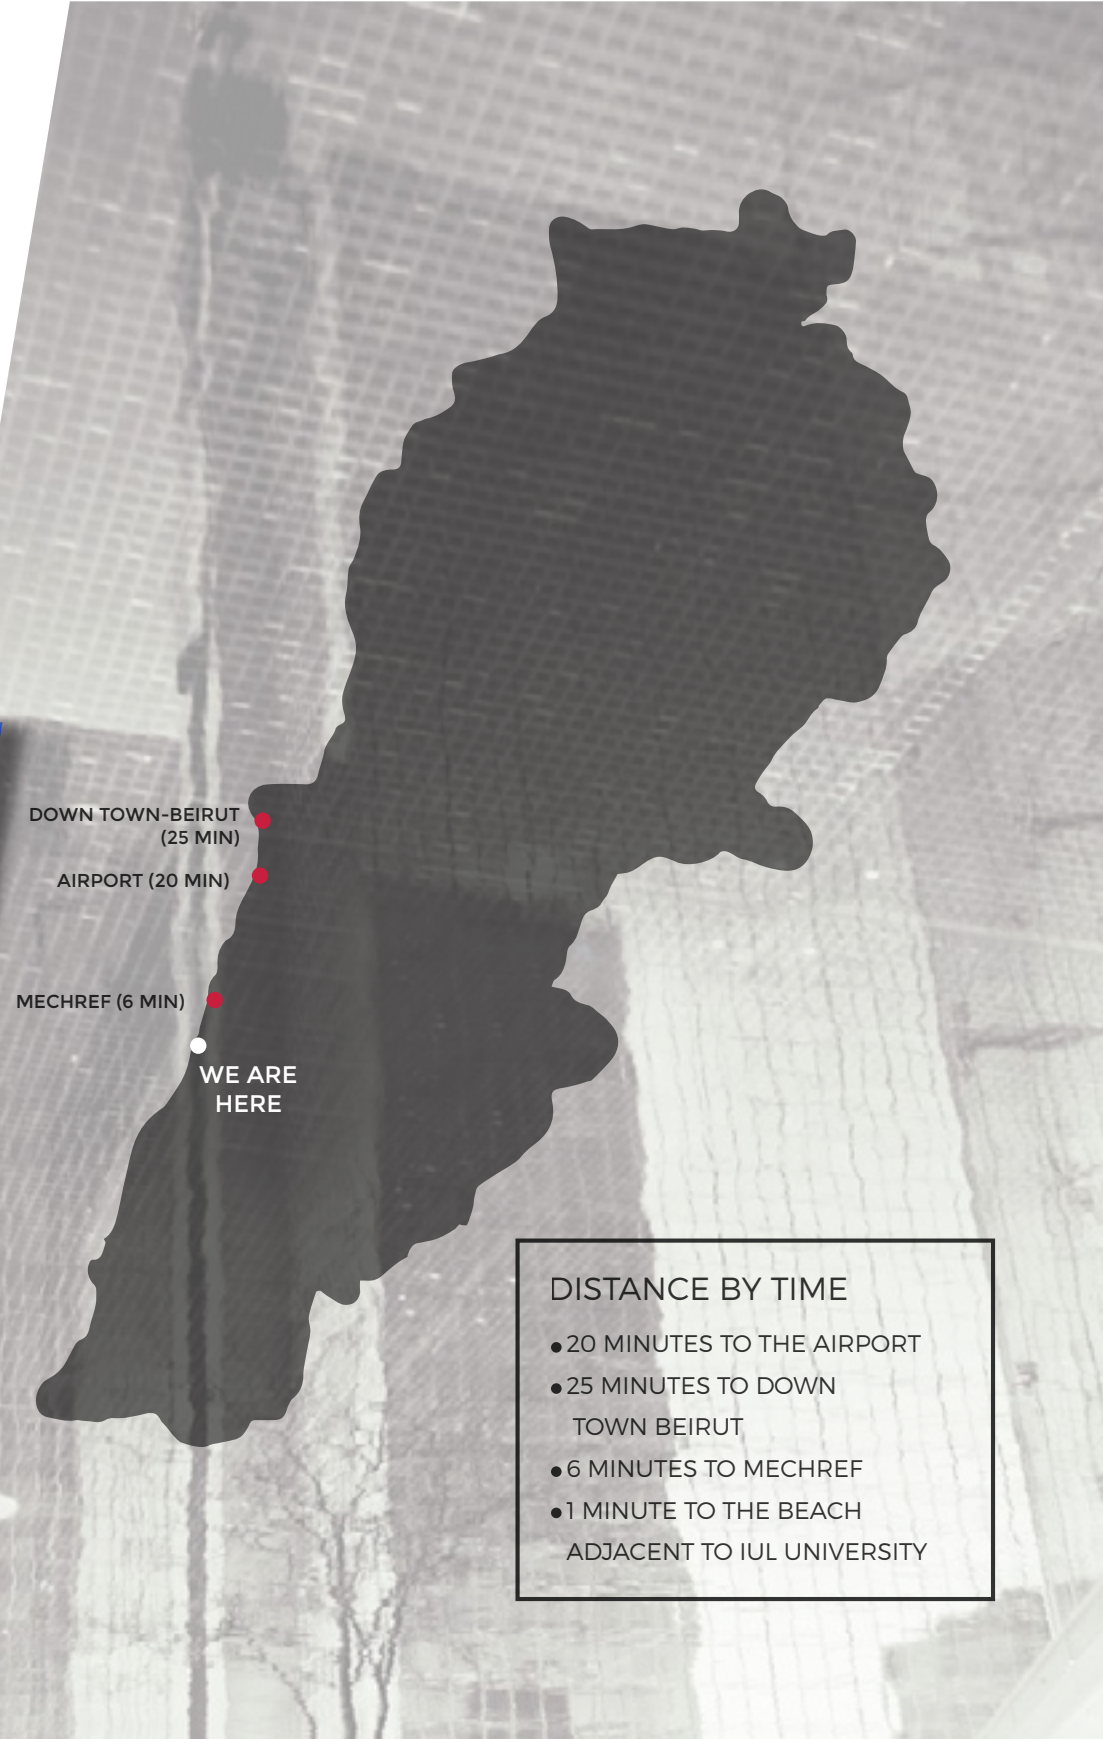 DOWN TOWN-BEIRUT
(25 MIN)
AIRPORT (20 MIN)
MECHREF (6 MIN)
WE ARE
HERE
DISTANCE BY TIME
●20 MINUTES TO THE AIRPORT
●25 MINUTES TO DOWN
TOWN BEIRUT
●6 MINUTES TO MECHREF
●1 MINUTE TO THE BEACH
ADJACENT TO IUL UNIVERSITY